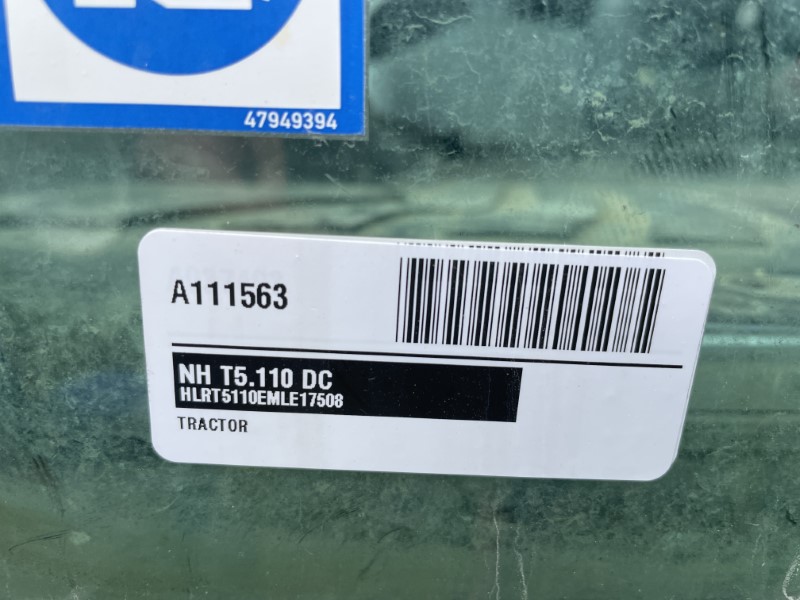 47949394
A111563
NH T5.110 DC
HLRT5110EMLE17508
TRACTOR